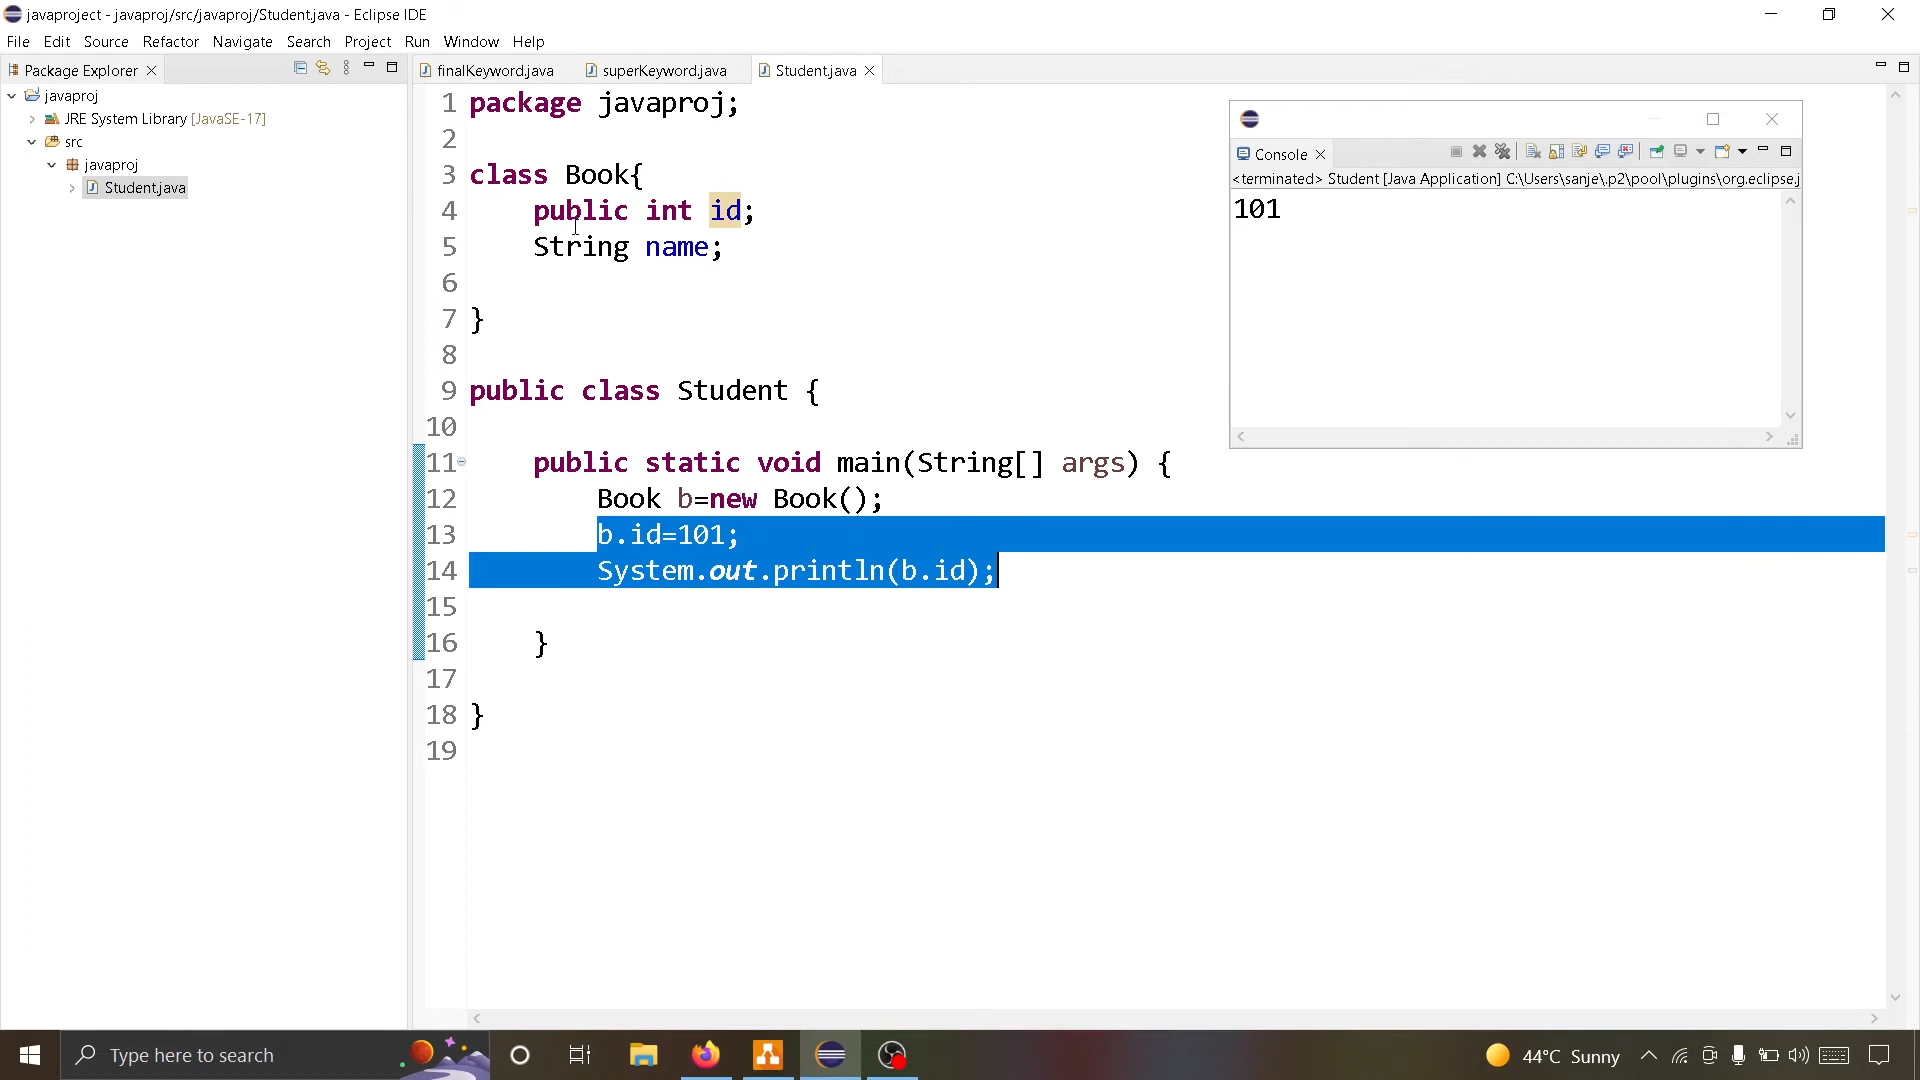 javaproject - javaproj/src/javaproj/Student.java - Eclipse IDE
File Edit Source Refactor Navigate Search Project Run Window Help
Package Explorer
finalKeyword.java superKeyword.java Student.java
javaproj
JRE System Library [JavaSE-17]
src
javaproj
Student.java
1 package javaproj;
2
3 class Book{
4 public int id;
5 String name;
6
7 }
8
9 public class Student {
10
11 public static void main(String[] args) {
12 Book b=new Book();
13 b.id=101;
14 System.out.println(b.id);
15
16 }
17
18 }
19
Console
<terminated> Student [Java Application] C:\Users\sanje\.p2\pool\plugins\org.eclipse.j
101
Type here to search
44°C Sunny